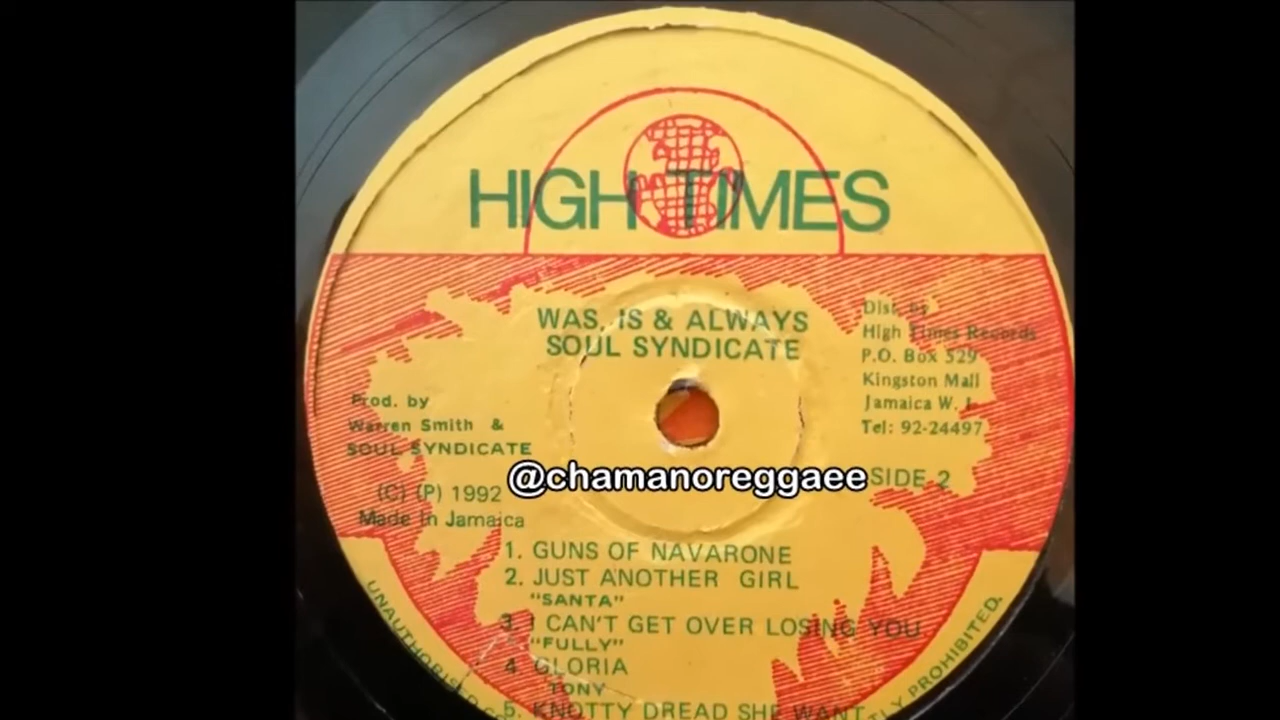 HIGH TIMES
WAS, IS & ALWAYS
SOUL SYNDICATE
Dist. by
High Times Records
P.O. Box 529
Kingston Mall
Jamaica W. I.
Tel: 92-24497
Prod. by
Warren Smith &
SOUL SYNDICATE
(C) (P) 1992
Made In Jamaica
@chamanoreggaee
SIDE 2
1. GUNS OF NAVARONE
2. JUST ANOTHER GIRL
"SANTA"
3. I CAN'T GET OVER LOSING YOU
"FULLY"
4. GLORIA
TONY
5. KNOTTY DREAD SHE WANT
UNAUTHORISED
PROHIBITED.